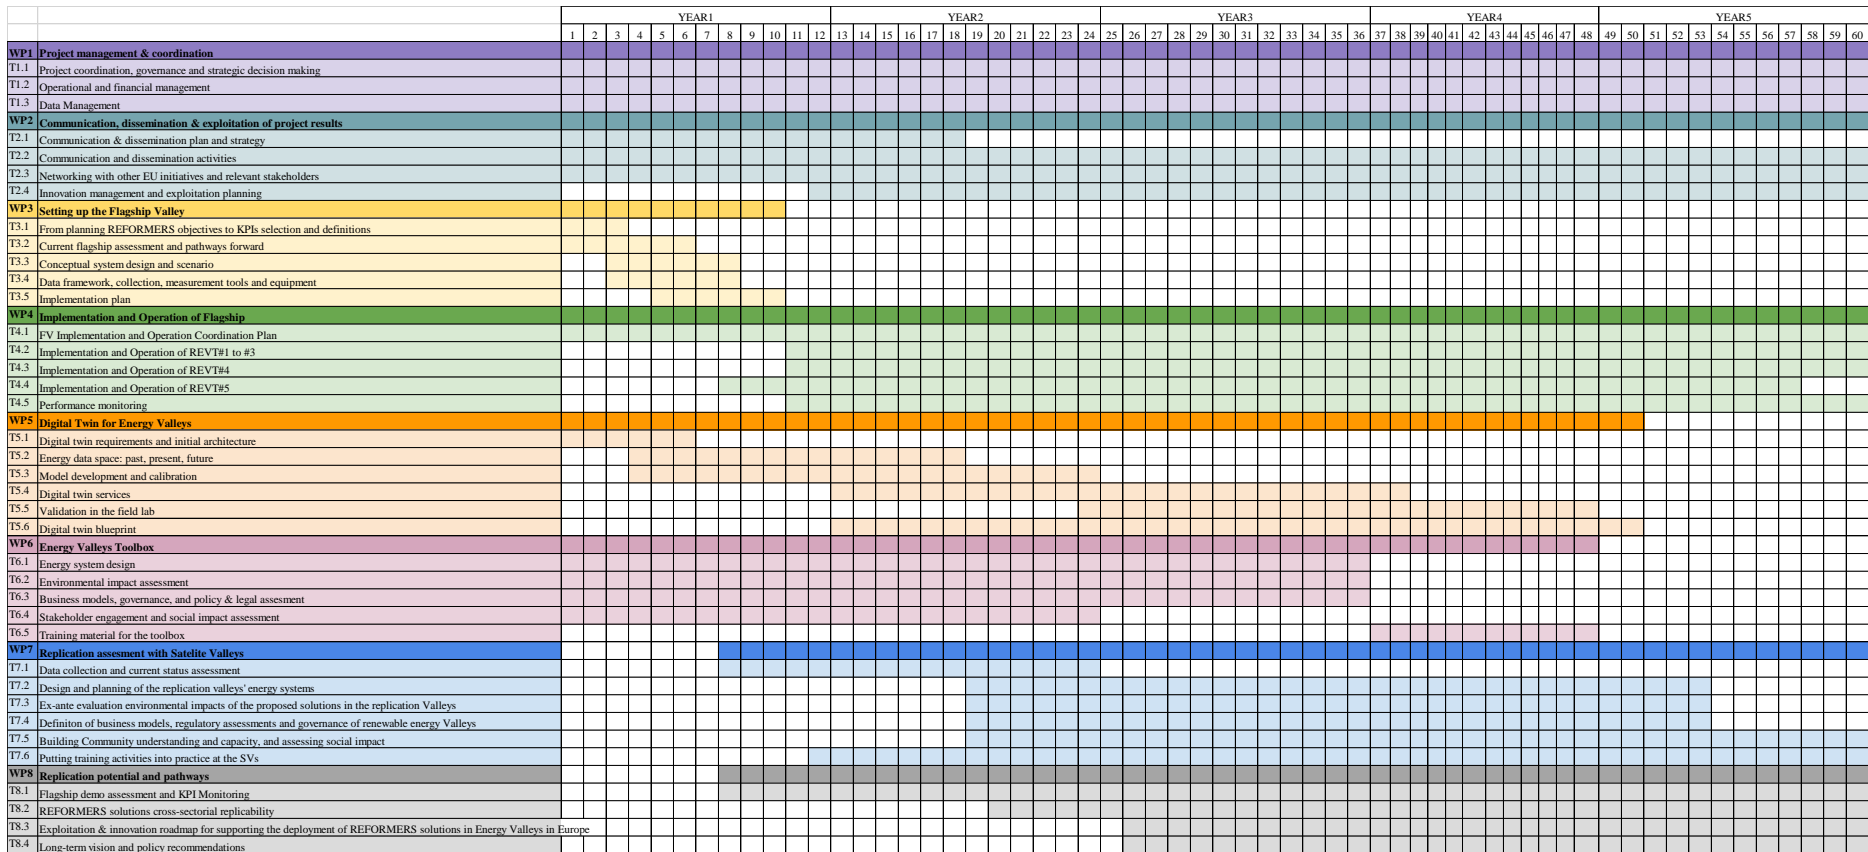 YEAR1 YEAR2 YEAR3 YEAR4 YEAR5
1 2 3 4 5 6 7 8 9 10 11 12 13 14 15 16 17 18 19 20 21 22 23 24 25 26 27 28 29 30 31 32 33 34 35 36 37 38 39 40 41 42 43 44 45 46 47 48 49 50 51 52 53 54 55 56 57 58 59 60
WP1 Project management & coordination
T1.1 Project coordination, governance and strategic decision making
T1.2 Operational and financial management
T1.3 Data Management
WP2 Communication, dissemination & exploitation of project results
T2.1 Communication & dissemination plan and strategy
T2.2 Communication and dissemination activities
T2.3 Networking with other EU initiatives and relevant stakeholders
T2.4 Innovation management and exploitation planning
WP3 Setting up the Flagship Valley
T3.1 From planning REFORMERS objectives to KPIs selection and definitions
T3.2 Current flagship assessment and pathways forward
T3.3 Conceptual system design and scenario
T3.4 Data framework, collection, measurement tools and equipment
T3.5 Implementation plan
WP4 Implementation and Operation of Flagship
T4.1 FV Implementation and Operation Coordination Plan
T4.2 Implementation and Operation of REVT#1 to #3
T4.3 Implementation and Operation of REVT#4
T4.4 Implementation and Operation of REVT#5
T4.5 Performance monitoring
WP5 Digital Twin for Energy Valleys
T5.1 Digital twin requirements and initial architecture
T5.2 Energy data space: past, present, future
T5.3 Model development and calibration
T5.4 Digital twin services
T5.5 Validation in the field lab
T5.6 Digital twin blueprint
WP6 Energy Valleys Toolbox
T6.1 Energy system design
T6.2 Environmental impact assessment
T6.3 Business models, governance, and policy & legal assesment
T6.4 Stakeholder engagement and social impact assessment
T6.5 Training material for the toolbox
WP7 Replication assesment with Satelite Valleys
T7.1 Data collection and current status assessment
T7.2 Design and planning of the replication valleys' energy systems
T7.3 Ex-ante evaluation environmental impacts of the proposed solutions in the replication Valleys
T7.4 Definiton of business models, regulatory assessments and governance of renewable energy Valleys
T7.5 Building Community understanding and capacity, and assessing social impact
T7.6 Putting training activities into practice at the SVs
WP8 Replication potential and pathways
T8.1 Flagship demo assessment and KPI Monitoring
T8.2 REFORMERS solutions cross-sectorial replicability
T8.3 Exploitation & innovation roadmap for supporting the deployment of REFORMERS solutions in Energy Valleys in Europe
T8.4 Long-term vision and policy recommendations